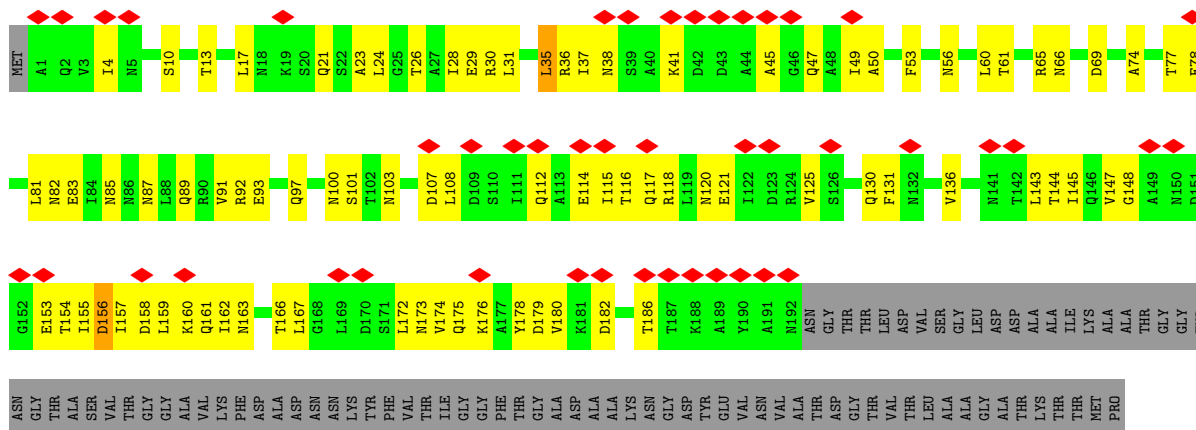 MET A1 Q2 V3 I4 N5 S10 T13 L17 N18 K19 S20 Q21 S22 A23 L24 G25 T26 A27 I28 E29 R30 L31 L35 R36 I37 N38 S39 A40 K41 D42 D43 A44 A45 G46 Q47 A48 I49 A50 F53 N56 L60 T61 R65 N66 D69 A74 T77
L81 N82 E83 I84 N85 N86 N87 L88 Q89 R90 V91 R92 E93 Q97 N100 S101 T102 N103 D107 L108 D109 S110 I111 Q112 A113 E114 I115 T116 Q117 R118 L119 N120 E121 I122 D123 R124 V125 S126 Q130 F131 N132 V136 N141 T142 L143 T144 I145 Q146 V147 G148 A149 N150 D151
G152 E153 T154 I155 D156 I157 D158 L159 K160 Q161 I162 N163 T166 L167 G168 L169 D170 S171 L172 N173 V174 Q175 K176 A177 Y178 D179 V180 K181 D182 T186 T187 K188 A189 Y190 A191 N192 ASN GLY THR THR LEU ASP VAL SER GLY LEU ASP ASP ALA ALA ILE LYS ALA ALA THR GLY GLY
ASN GLY THR ALA SER VAL THR GLY GLY ALA VAL LYS PHE ASP ALA ASP ASN ASN LYS TYR PHE VAL THR ILE GLY GLY PHE THR GLY ALA ASP ALA ALA LYS ASN GLY ASP TYR GLU VAL ASN VAL ALA THR ASP GLY THR VAL THR LEU ALA ALA GLY ALA THR LYS THR THR MET PRO